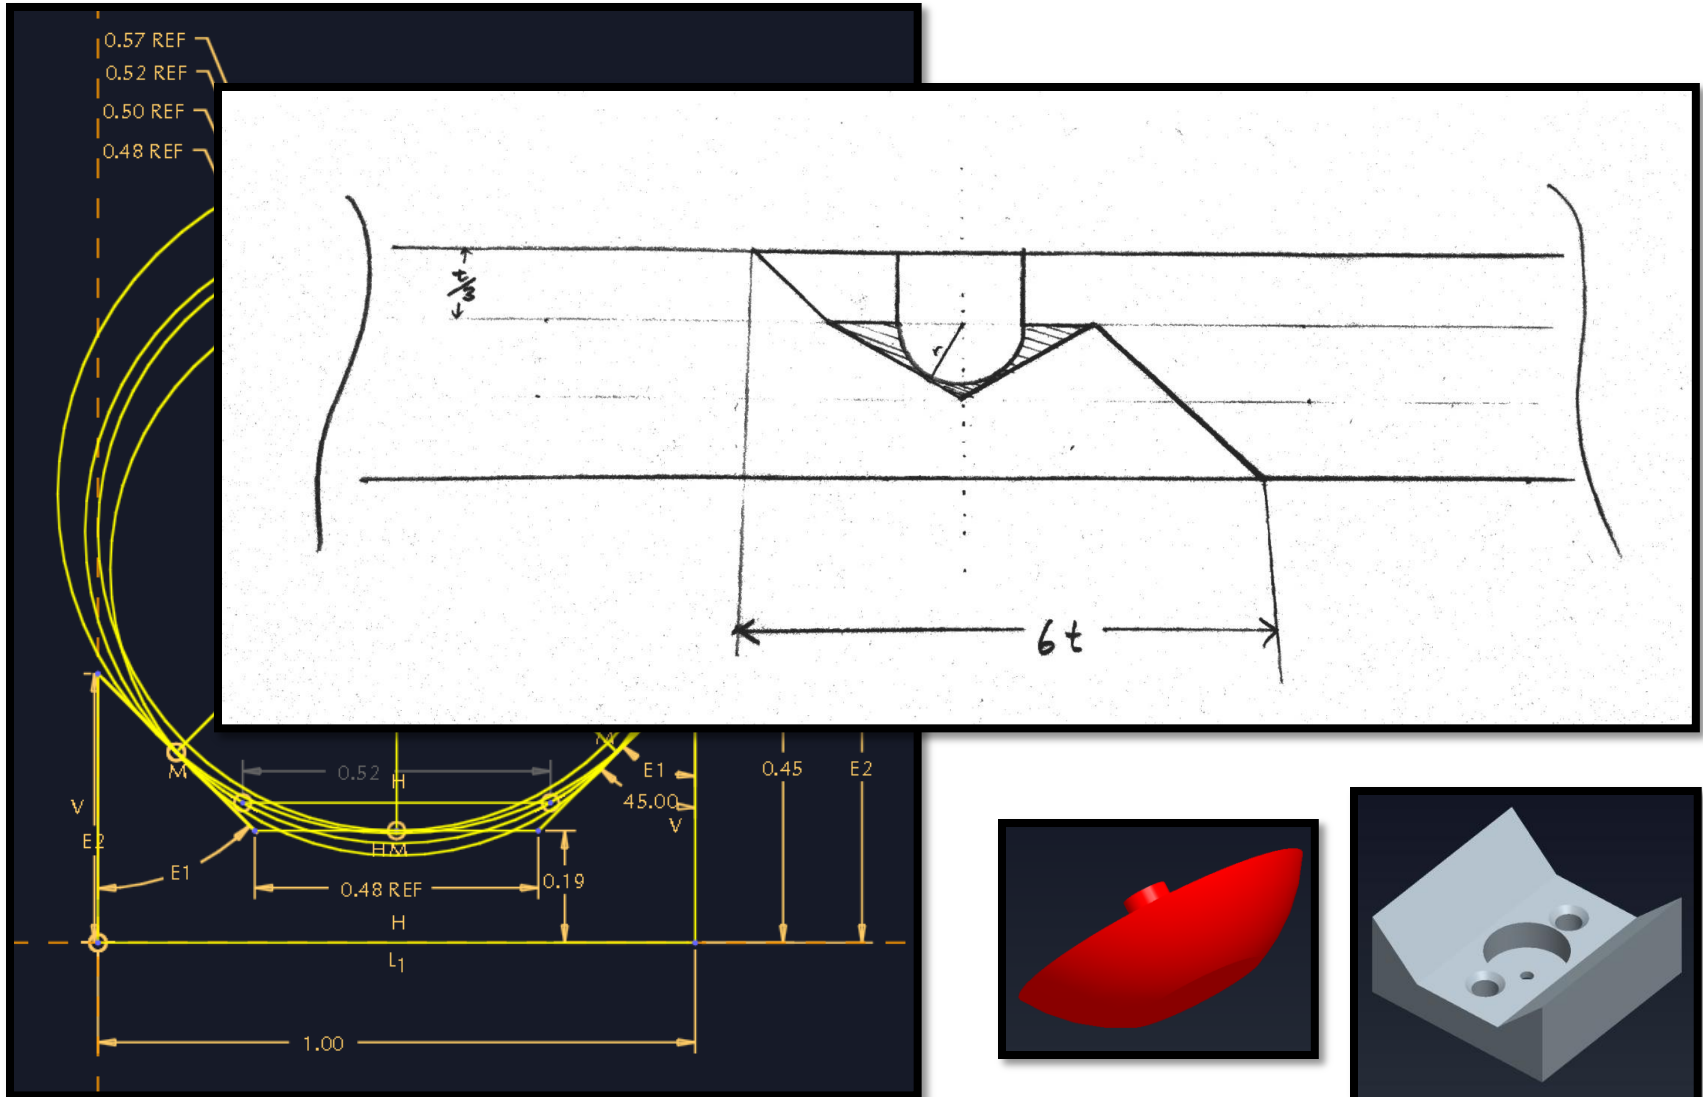 0.57 REF
0.52 REF
0.50 REF
0.48 REF
t/3
r
6t
M
M
0.52
H
E1
0.45
E2
45.00
V
V
E2
HM
E1
0.48 REF
0.19
H
L1
1.00